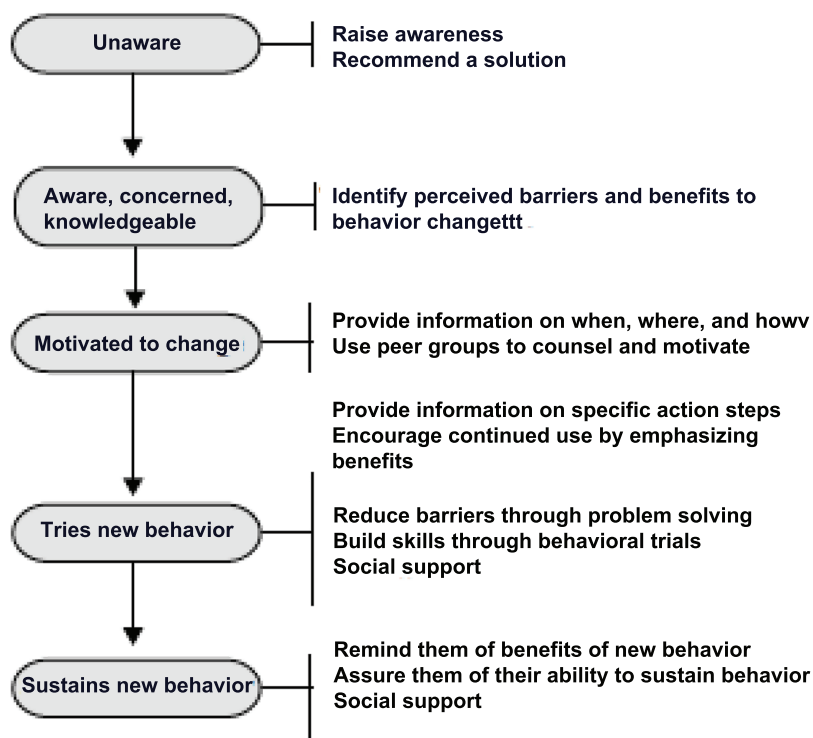 Unaware
Raise awareness
Recommend a solution
Aware, concerned,
knowledgeable
Identify perceived barriers and benefits to
behavior changettt
Motivated to change
Provide information on when, where, and howv
Use peer groups to counsel and motivate
Provide information on specific action steps
Encourage continued use by emphasizing
benefits
Tries new behavior
Reduce barriers through problem solving
Build skills through behavioral trials
Social support
Sustains new behavior
Remind them of benefits of new behavior
Assure them of their ability to sustain behavior
Social support